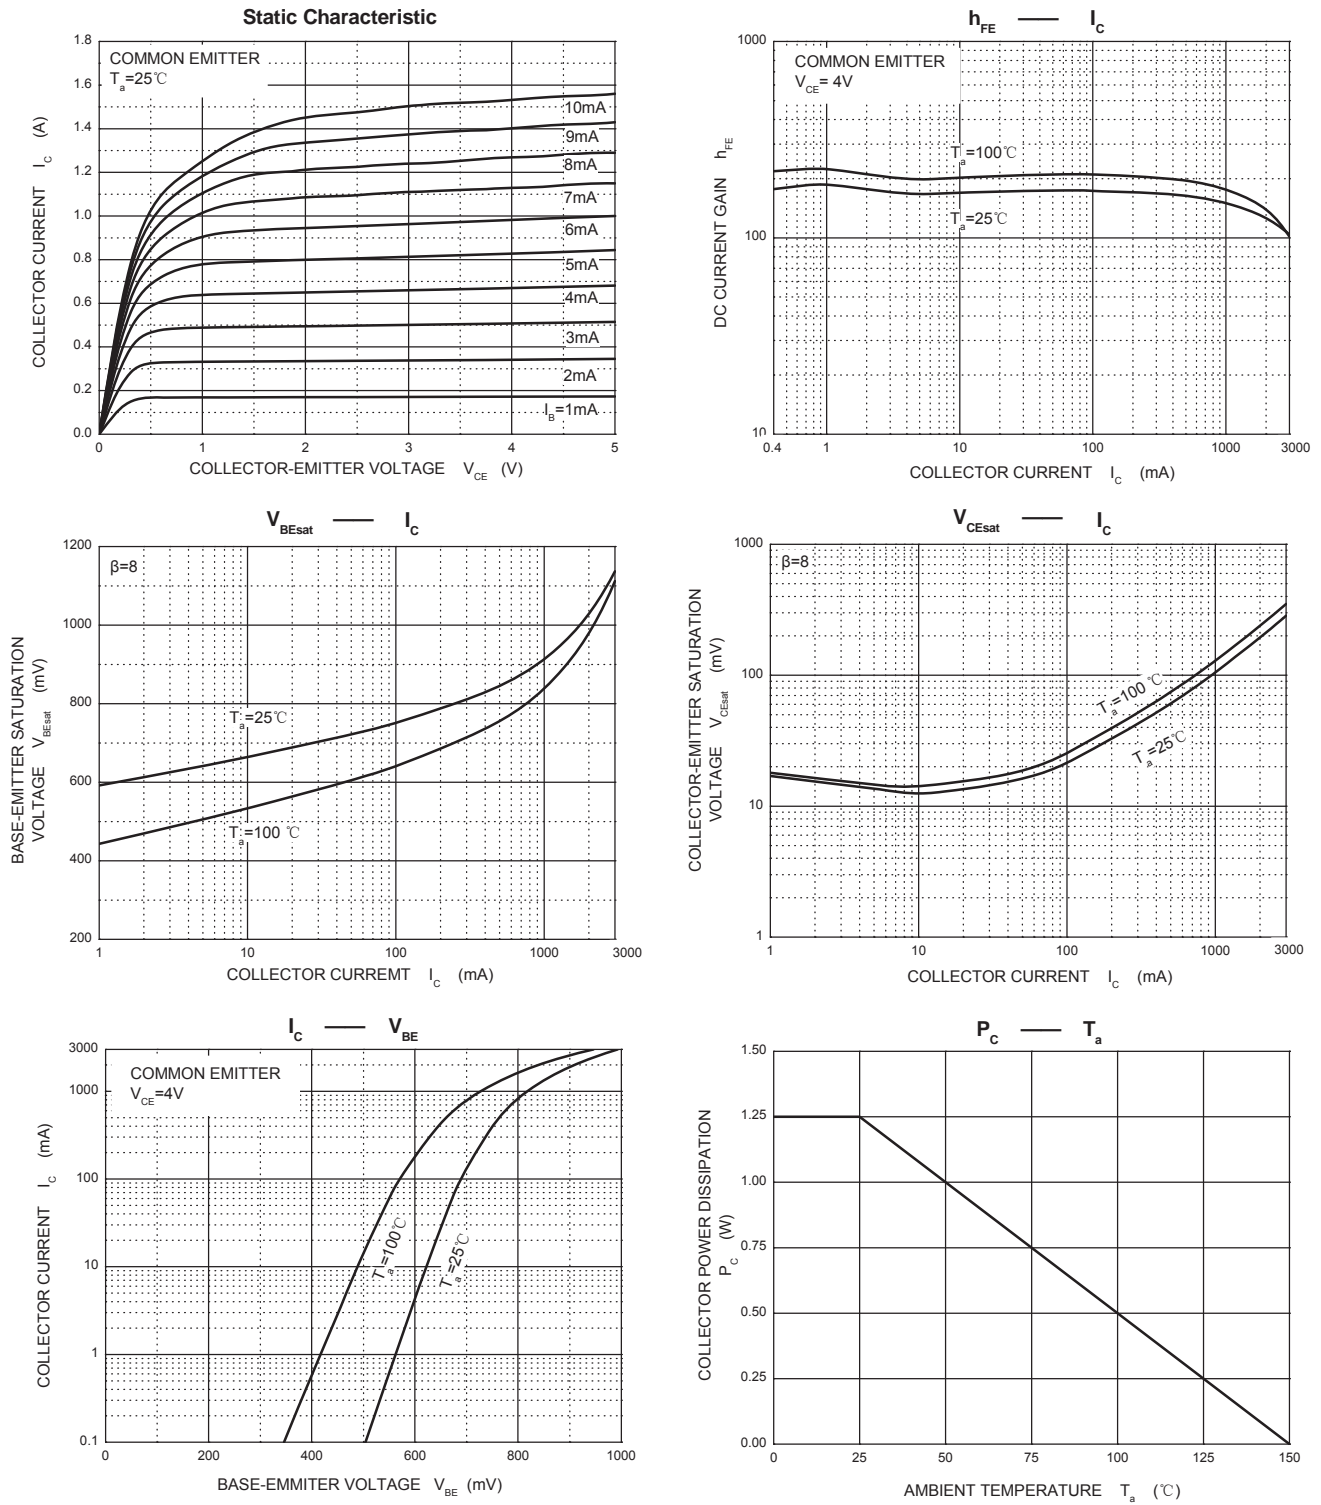 Static Characteristic
COMMON EMITTER
Ta=25℃
1.8
1.6
1.4
1.2
1.0
0.8
0.6
0.4
0.2
0.0
COLLECTOR CURRENT IC (A)
10mA
9mA
8mA
7mA
6mA
5mA
4mA
3mA
2mA
IB=1mA
0 1 2 3 4 5
COLLECTOR-EMITTER VOLTAGE VCE (V)
hFE —— IC
COMMON EMITTER
VCE= 4V
1000
100
10
DC CURRENT GAIN hFE
Ta=100℃
Ta=25℃
0.4 1 10 100 1000 3000
COLLECTOR CURRENT IC (mA)
VBEsat —— IC
β=8
1200
1000
800
600
400
200
BASE-EMITTER SATURATION
VOLTAGE VBEsat (mV)
Ta=25℃
Ta=100 ℃
1 10 100 1000 3000
COLLECTOR CURREMT IC (mA)
VCEsat —— IC
β=8
1000
100
10
1
COLLECTOR-EMITTER SATURATION
VOLTAGE VCEsat (mV)
Ta=100 ℃
Ta=25℃
1 10 100 1000 3000
COLLECTOR CURRENT IC (mA)
IC —— VBE
COMMON EMITTER
VCE=4V
3000
1000
100
10
1
0.1
COLLECTOR CURRENT IC (mA)
Ta=100℃
Ta=25℃
0 200 400 600 800 1000
BASE-EMMITER VOLTAGE VBE (mV)
PC —— Ta
1.50
1.25
1.00
0.75
0.50
0.25
0.00
COLLECTOR POWER DISSIPATION
PC (W)
0 25 50 75 100 125 150
AMBIENT TEMPERATURE Ta (℃)